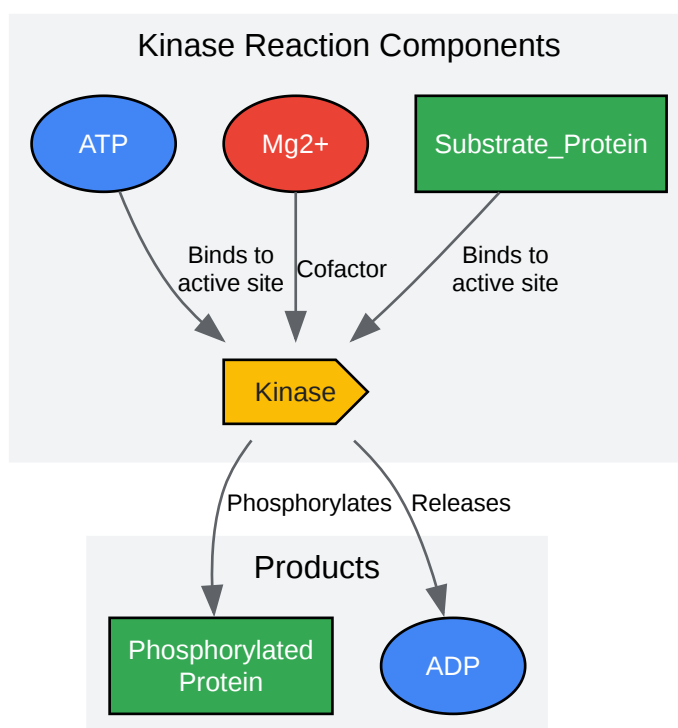 Kinase Reaction Components
ATP
Mg2+
Substrate_Protein
Binds to
active site
Cofactor
Binds to
active site
Kinase
Phosphorylates
Releases
Products
Phosphorylated
Protein
ADP